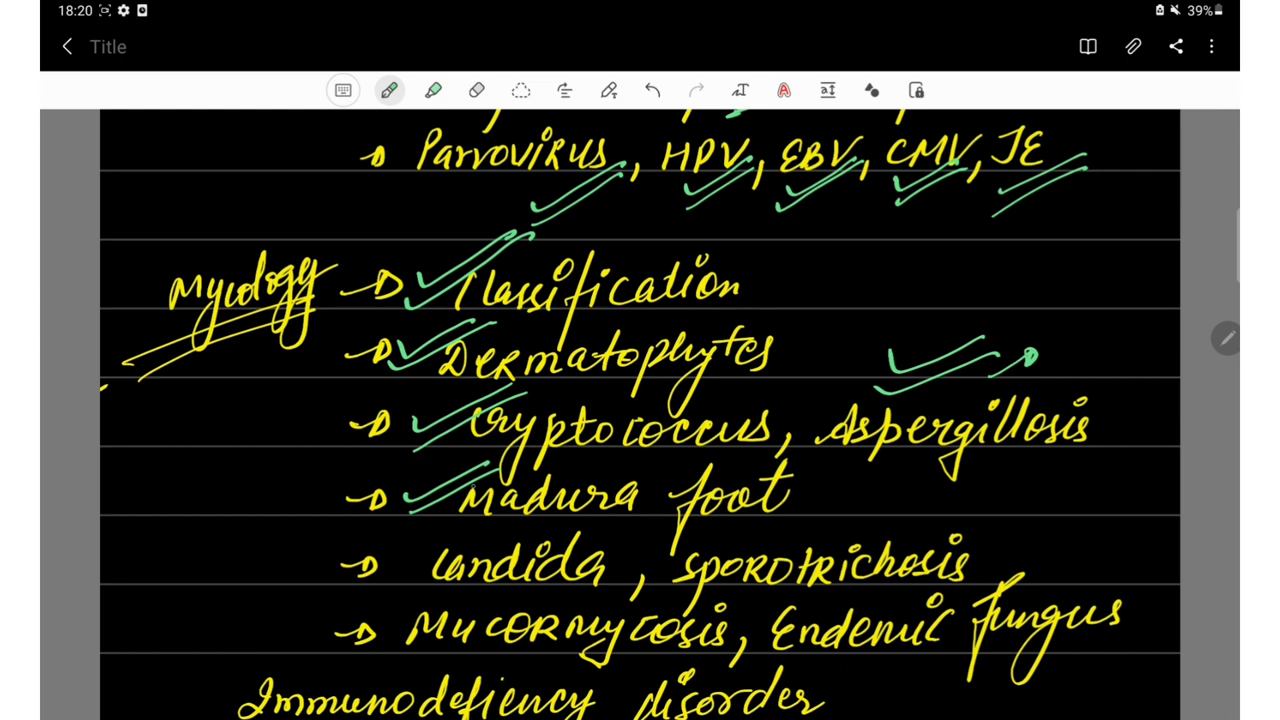 18:20 39%
Title
Parvovirus, HPV, EBV, CMV, JE
Mycology Classification
Dermatophytes
Cryptococcus, Aspergillosis
Madura foot
Candida, sporotrichosis
Mucormycosis, Endemic fungus
Immunodefiency disorder